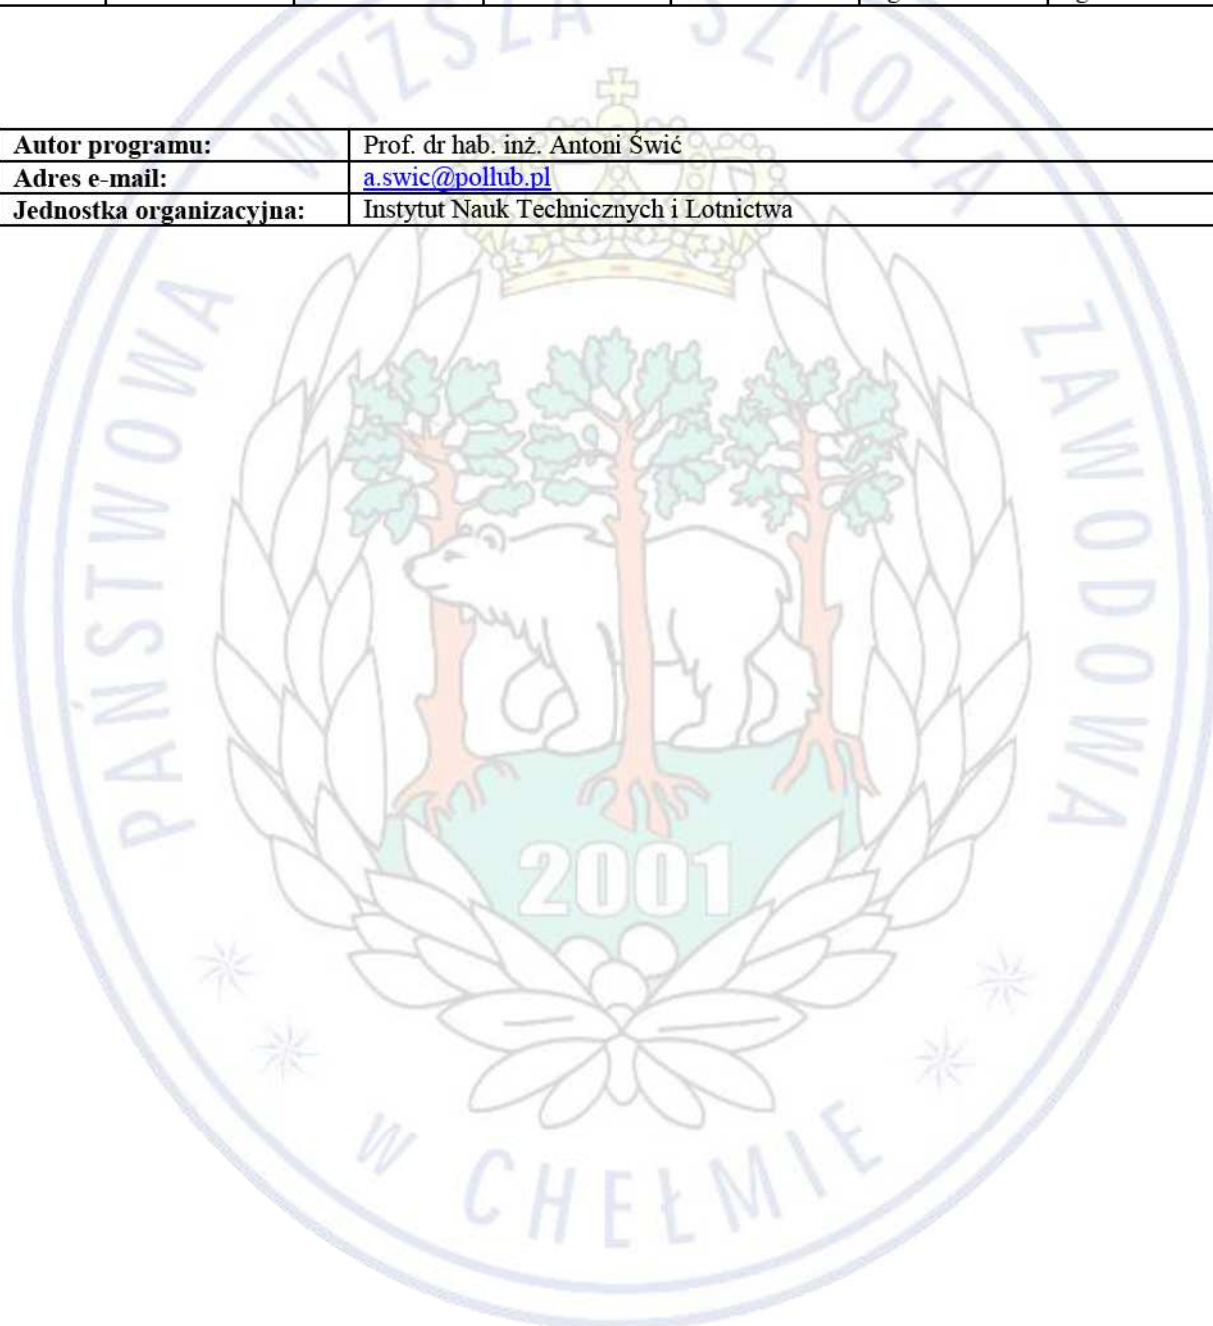 Autor programu: Prof. dr hab. inż. Antoni Świć
Adres e-mail: a.swic@pollub.pl
Jednostka organizacyjna: Instytut Nauk Technicznych i Lotnictwa
PAŃSTWOWA WYŻSZA SZKOŁA ZAWODOWA
2001
W CHEŁMIE